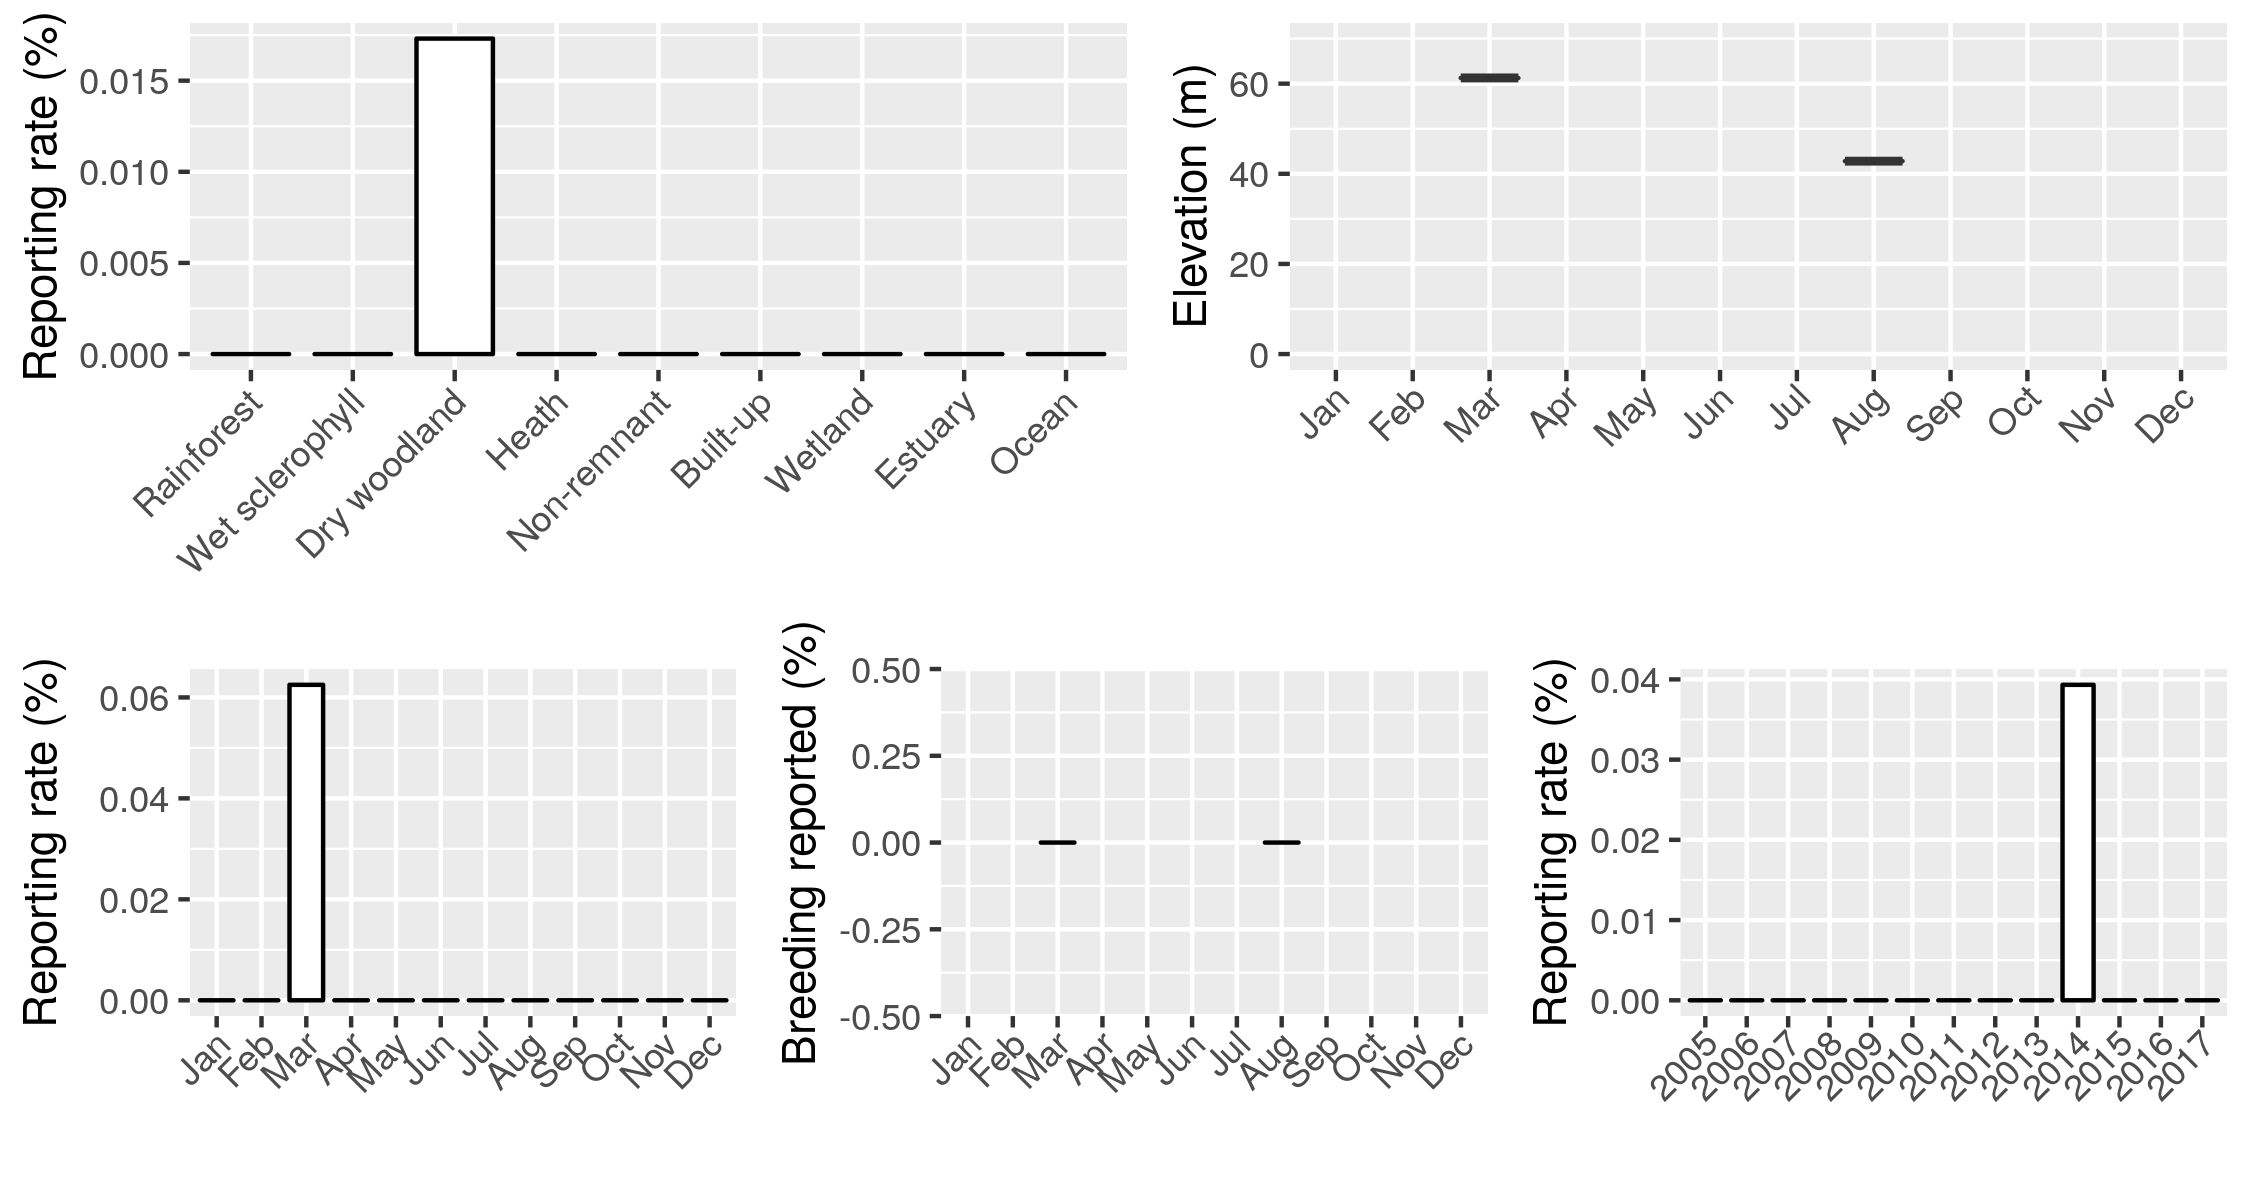 Reporting rate (%)
0.015
0.010
0.005
0.000
Rainforest
Wet sclerophyll
Dry woodland
Heath
Non-remnant
Built-up
Wetland
Estuary
Ocean
Elevation (m)
60
40
20
0
Jan
Feb
Mar
Apr
May
Jun
Jul
Aug
Sep
Oct
Nov
Dec
Reporting rate (%)
0.06
0.04
0.02
0.00
Jan
Feb
Mar
Apr
May
Jun
Jul
Aug
Sep
Oct
Nov
Dec
Breeding reported (%)
0.50
0.25
0.00
-0.25
-0.50
Jan
Feb
Mar
Apr
May
Jun
Jul
Aug
Sep
Oct
Nov
Dec
Reporting rate (%)
0.04
0.03
0.02
0.01
0.00
2005
2006
2007
2008
2009
2010
2011
2012
2013
2014
2015
2016
2017